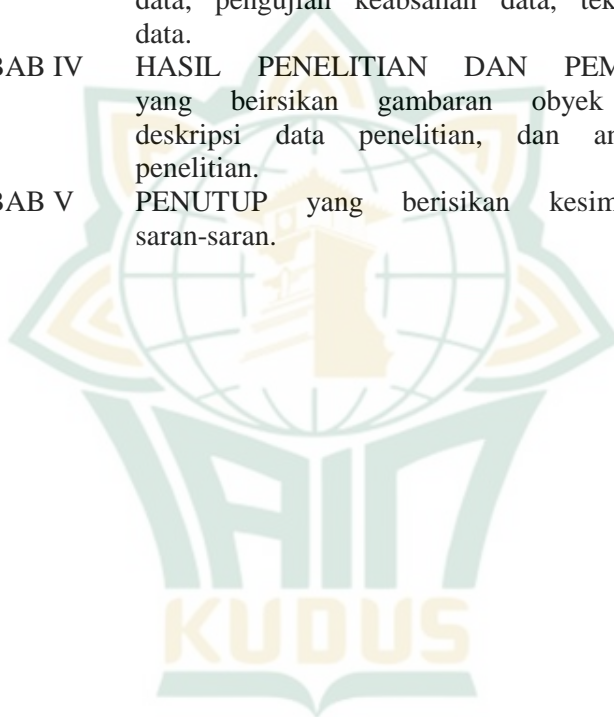 data, pengujian keabsahan data, tek
data.
BAB IV HASIL PENELITIAN DAN PEM
yang beirsikan gambaran obyek
deskripsi data penelitian, dan an
penelitian.
BAB V PENUTUP yang berisikan kesim
saran-saran.
IAIN
KUDUS